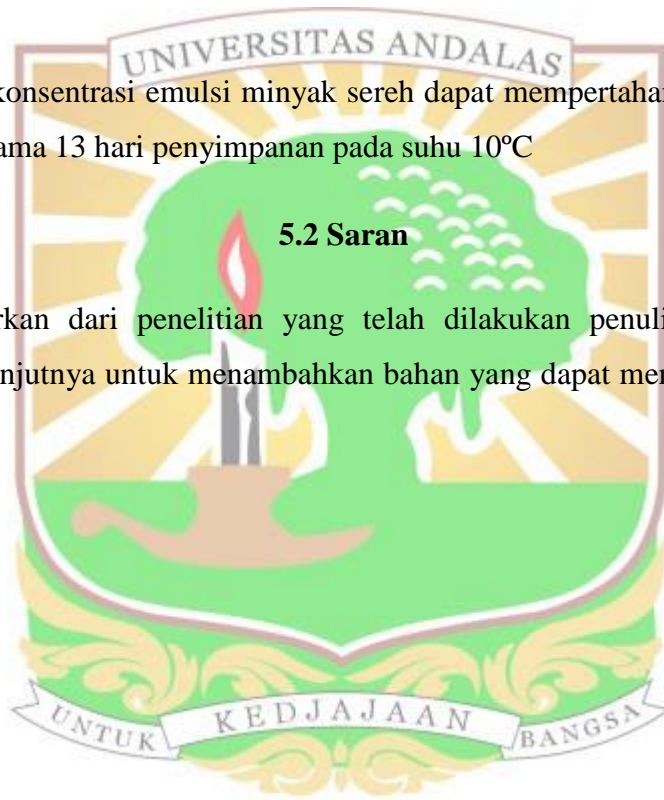 UNIVERSITAS ANDALAS
konsentrasi emulsi minyak sereh dapat mempertahan
ama 13 hari penyimpanan pada suhu 10ºC
5.2 Saran
rkan dari penelitian yang telah dilakukan penuli
njutnya untuk menambahkan bahan yang dapat mer
UNTUK KEDJAJAAN BANGSA